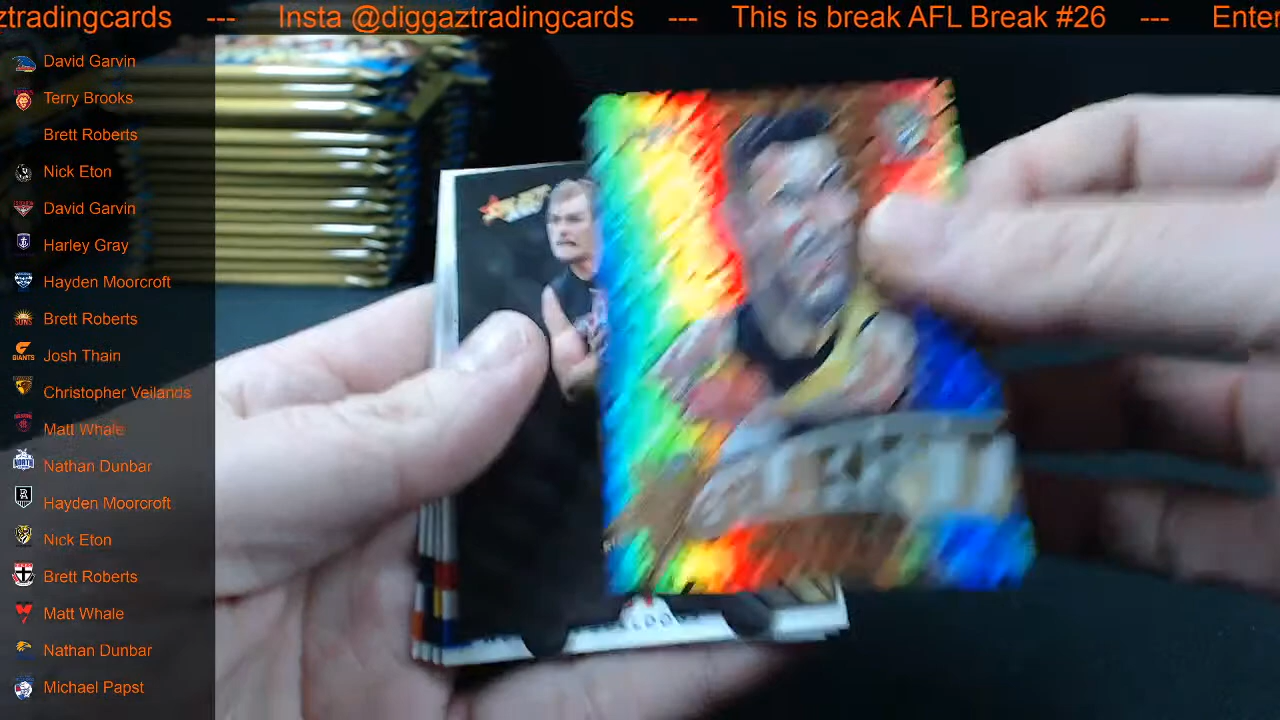 ztradingcards --- Insta @diggaztradingcards --- This is break AFL Break #26 --- Enter
David Garvin
Terry Brooks
Brett Roberts
Nick Eton
David Garvin
Harley Gray
Hayden Moorcroft
Brett Roberts
Josh Thain
GIANTS
Christopher Veilands
Matt Whale
Nathan Dunbar
Hayden Moorcroft
Nick Eton
Brett Roberts
Matt Whale
Nathan Dunbar
Michael Papst